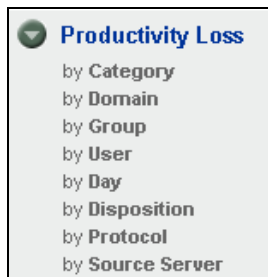 Productivity Loss
by Category
by Domain
by Group
by User
by Day
by Disposition
by Protocol
by Source Server